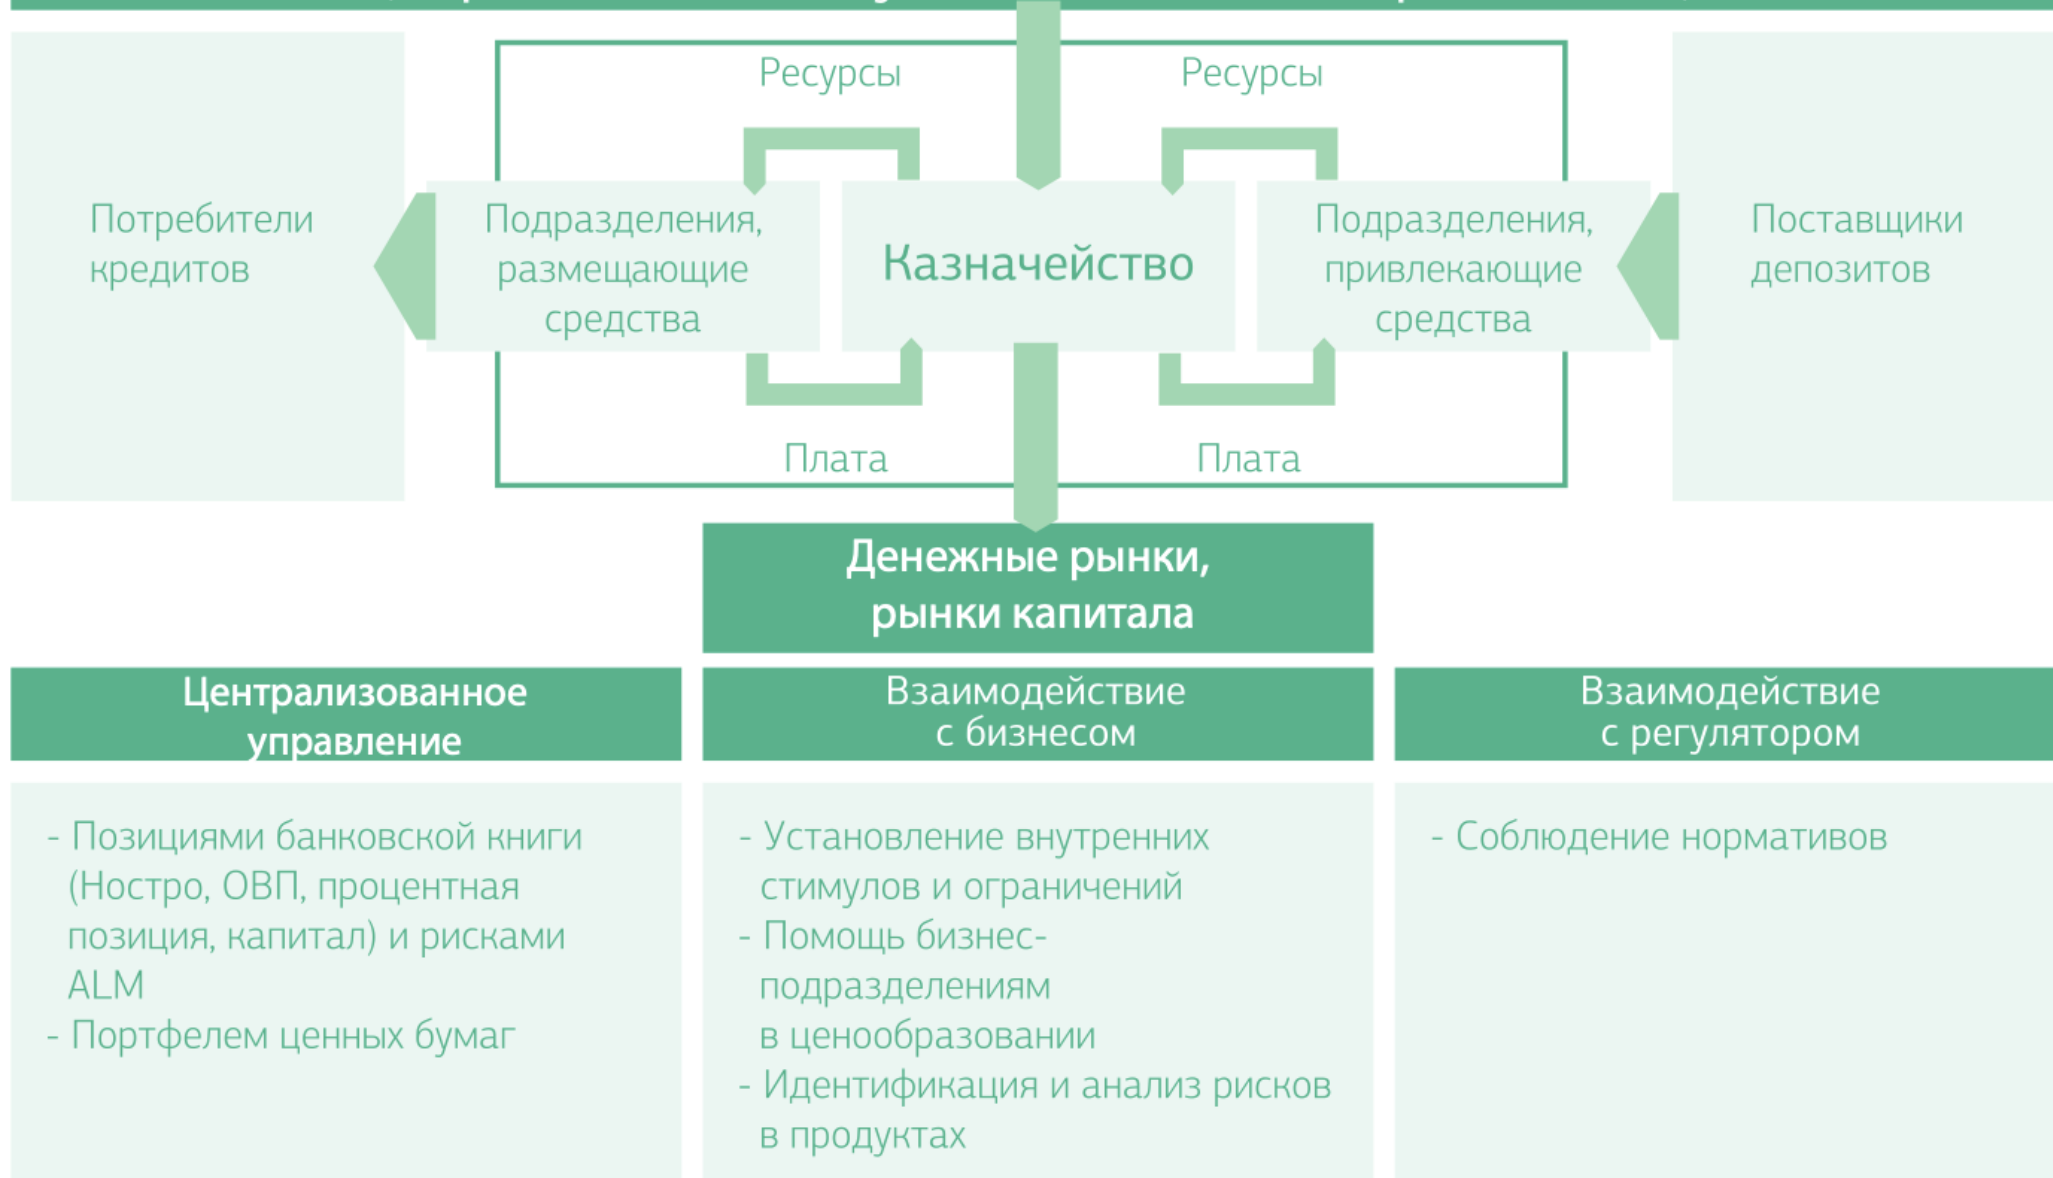 Ресурсы
Ресурсы
Потребители
кредитов
Подразделения,
размещающие
средства
Казначейство
Подразделения,
привлекающие
средства
Поставщики
депозитов
Плата
Плата
Денежные рынки,
рынки капитала
Централизованное
управление
- Позициями банковской книги
(Ностро, ОВП, процентная
позиция, капитал) и рисками
ALM
- Портфелем ценных бумаг
Взаимодействие
с бизнесом
- Установление внутренних
стимулов и ограничений
- Помощь бизнес-
подразделениям
в ценообразовании
- Идентификация и анализ рисков
в продуктах
Взаимодействие
с регулятором
- Соблюдение нормативов